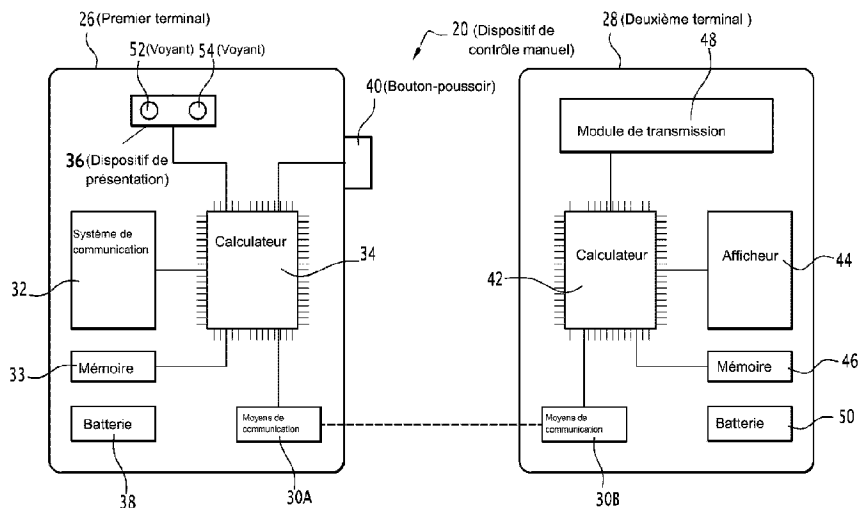 26 (Premier terminal)
20 (Dispositif de
contrôle manuel)
28 (Deuxième terminal )
52 (Voyant)
54 (Voyant)
48
40 (Bouton-poussoir)
Module de transmission
36 (Dispositif de
présentation)
Système de
communication
Calculateur
34
32
Calculateur
42
Afficheur
44
33
Mémoire
Mémoire
46
Batterie
38
Moyens de
communication
30A
Moyens de
communication
30B
Batterie
50